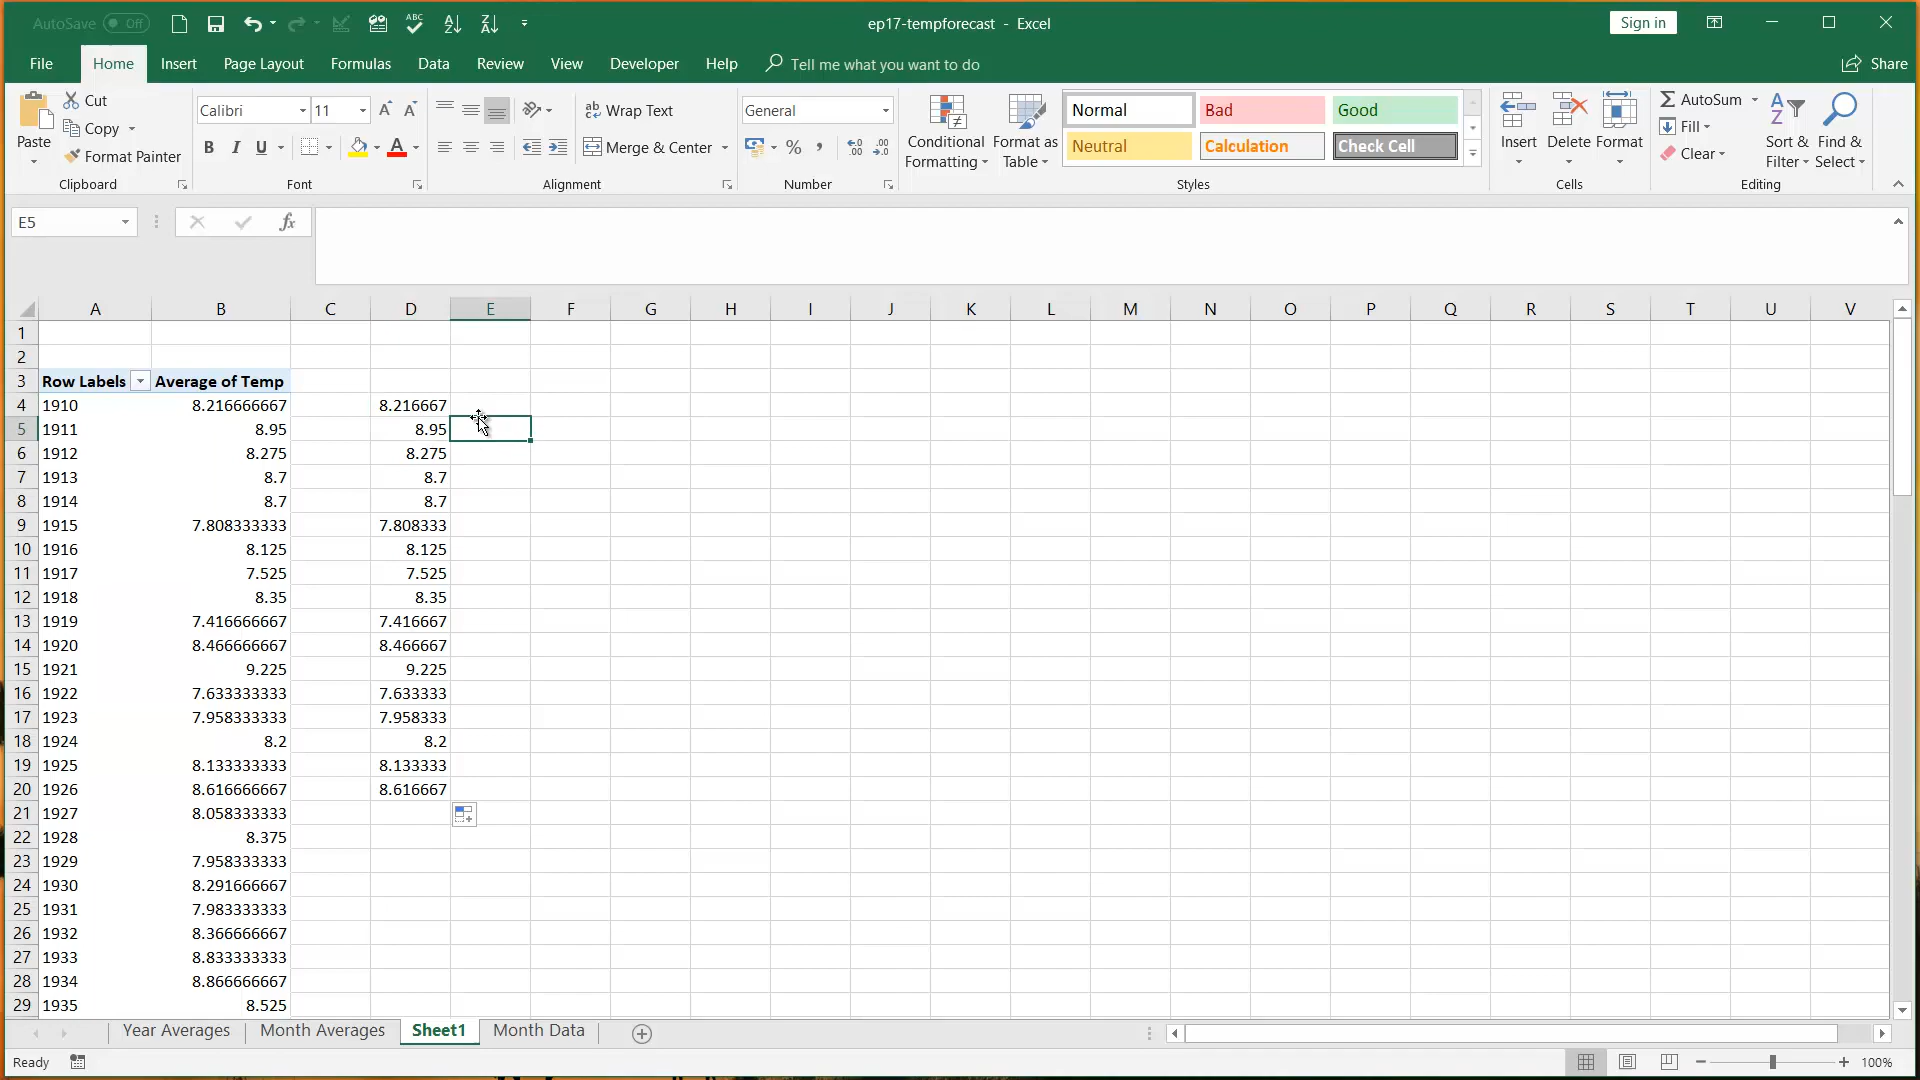 AutoSave Off ABC ep17-tempforecast - Excel Sign in
File Home Insert Page Layout Formulas Data Review View Developer Help Tell me what you want to do Share
Paste Cut Copy Format Painter Clipboard
Calibri 11 B I U A Font
ab Wrap Text Merge & Center Alignment
General % , Number
Conditional Formatting Format as Table
Normal Bad Good
Neutral Calculation Check Cell
Styles
Insert Delete Format Cells
AutoSum Fill Clear Sort & Filter Find & Select Editing
E5 fx
A B C D E F G H I J K L M N O P Q R S T U V
1
2
3 Row Labels Average of Temp
4 1910 8.216666667 8.216667
5 1911 8.95 8.95
6 1912 8.275 8.275
7 1913 8.7 8.7
8 1914 8.7 8.7
9 1915 7.808333333 7.808333
10 1916 8.125 8.125
11 1917 7.525 7.525
12 1918 8.35 8.35
13 1919 7.416666667 7.416667
14 1920 8.466666667 8.466667
15 1921 9.225 9.225
16 1922 7.633333333 7.633333
17 1923 7.958333333 7.958333
18 1924 8.2 8.2
19 1925 8.133333333 8.133333
20 1926 8.616666667 8.616667
21 1927 8.058333333
22 1928 8.375
23 1929 7.958333333
24 1930 8.291666667
25 1931 7.983333333
26 1932 8.366666667
27 1933 8.833333333
28 1934 8.866666667
29 1935 8.525
Year Averages Month Averages Sheet1 Month Data
Ready 100%